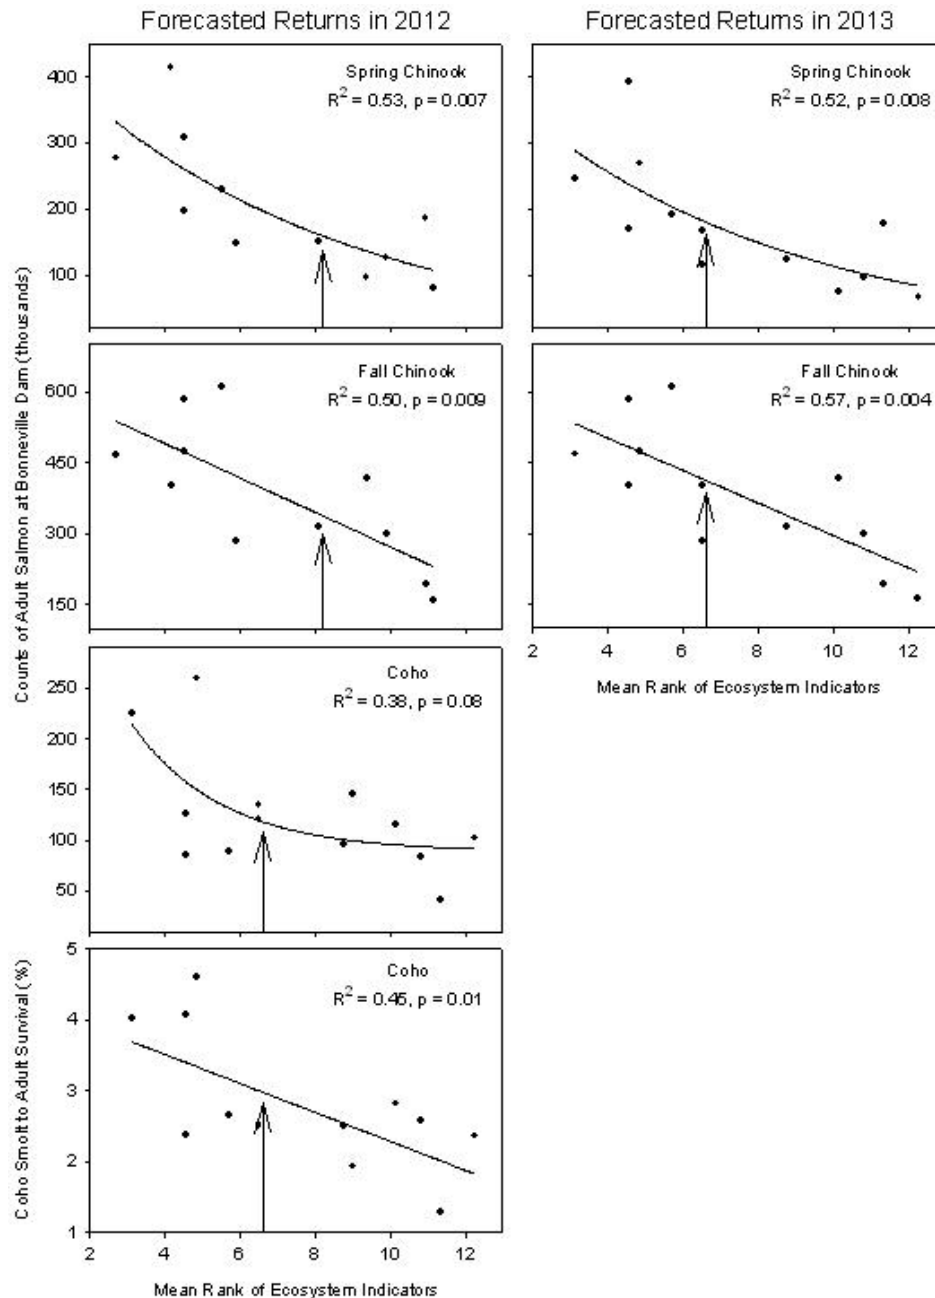 Forecasted Returns in 2012
Forecasted Returns in 2013
Counts of Adult Salmon at Bonneville Dam (thousands)
400
300
200
100
Spring Chinook
R² = 0.53, p = 0.007
Spring Chinook
R² = 0.52, p = 0.008
600
450
300
150
Fall Chinook
R² = 0.50, p = 0.009
Fall Chinook
R² = 0.57, p = 0.004
2 4 6 8 10 12
Mean Rank of Ecosystem Indicators
250
200
150
100
50
Coho
R² = 0.38, p = 0.08
Coho Smolt to Adult Survival (%)
5
4
3
2
1
Coho
R² = 0.45, p = 0.01
2 4 6 8 10 12
Mean Rank of Ecosystem Indicators